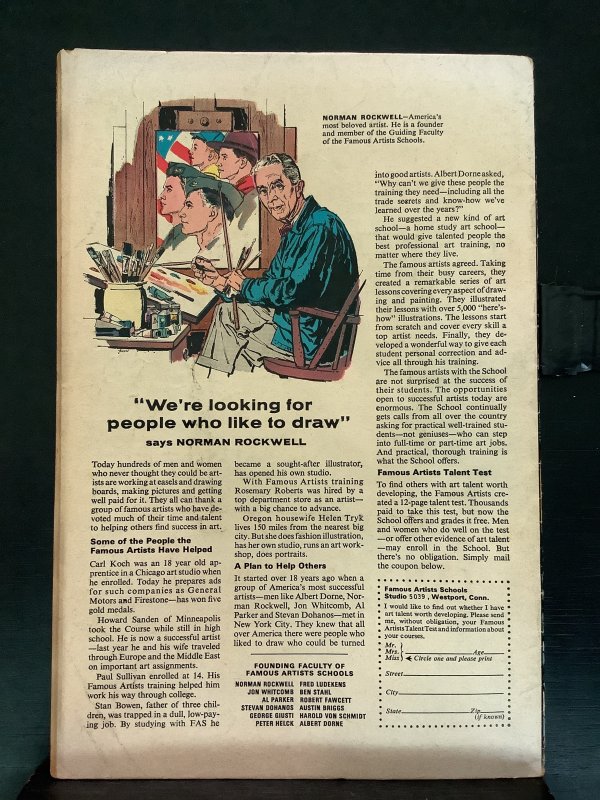 NORMAN ROCKWELL—America's
most beloved artist. He is a founder
and member of the Guiding Faculty
of the Famous Artists Schools.
"We're looking for
people who like to draw"
says NORMAN ROCKWELL
Today hundreds of men and women
who never thought they could be art-
ists are working at easels and drawing
boards, making pictures and getting
well paid for it. They all can thank a
group of famous artists who have de-
voted much of their time and talent
to helping others find success in art.
Some of the People the
Famous Artists Have Helped
Carl Koch was an 18 year old ap-
prentice in a Chicago art studio when
he enrolled. Today he prepares ads
for such companies as General
Motors and Firestone—has won five
gold medals.
Howard Sanden of Minneapolis
took the Course while still in high
school. He is now a successful artist
—last year he and his wife traveled
through Europe and the Middle East
on important art assignments.
Paul Sullivan enrolled at 14. His
Famous Artists training helped him
work his way through college.
Stan Bowen, father of three chil-
dren, was trapped in a dull, low-pay-
ing job. By studying with FAS he
became a sought-after illustrator,
has opened his own studio.
With Famous Artists training
Rosemary Roberts was hired by a
top department store as an artist—
with a big chance to advance.
Oregon housewife Helen Tryk
lives 150 miles from the nearest big
city. But she does fashion illustration,
has her own studio, runs an art work-
shop, does portraits.
A Plan to Help Others
It started over 18 years ago when a
group of America's most successful
artists—men like Albert Dorne, Nor-
man Rockwell, Jon Whitcomb, Al
Parker and Stevan Dohanos—met in
New York City. They knew that all
over America there were people who
liked to draw who could be turned
FOUNDING FACULTY OF
FAMOUS ARTISTS SCHOOLS
NORMAN ROCKWELL FRED LUDEKENS
JON WHITCOMB BEN STAHL
AL PARKER ROBERT FAWCETT
STEVAN DOHANOS AUSTIN BRIGGS
GEORGE GIUSTI HAROLD VON SCHMIDT
PETER HELCK ALBERT DORNE
into good artists. Albert Dorne asked,
"Why can't we give these people the
training they need—including all the
trade secrets and know-how we've
learned over the years?"
He suggested a new kind of art
school—a home study art school—
that would give talented people the
best professional art training, no
matter where they live.
The famous artists agreed. Taking
time from their busy careers, they
created a remarkable series of art
lessons covering every aspect of draw-
ing and painting. They illustrated
their lessons with over 5,000 "here's-
how" illustrations. The lessons start
from scratch and cover every skill a
top artist needs. Finally, they de-
veloped a wonderful way to give each
student personal correction and ad-
vice all through his training.
The famous artists with the School
are not surprised at the success of
their students. The opportunities
open to successful artists today are
enormous. The School continually
gets calls from all over the country
asking for practical well-trained stu-
dents—not geniuses—who can step
into full-time or part-time art jobs.
And practical, thorough training is
what the School offers.
Famous Artists Talent Test
To find others with art talent worth
developing, the Famous Artists cre-
ated a 12-page talent test. Thousands
paid to take this test, but now the
School offers and grades it free. Men
and women who do well on the test
—or offer other evidence of art talent
—may enroll in the School. But
there's no obligation. Simply mail
the coupon below.
Famous Artists Schools
Studio 5039, Westport, Conn.
I would like to find out whether I have
art talent worth developing. Please send
me, without obligation, your Famous
Artists Talent Test and information about
your courses.
Mr.
Mrs. Age
Miss Circle one and please print
Street
City
State Zip
(if known)